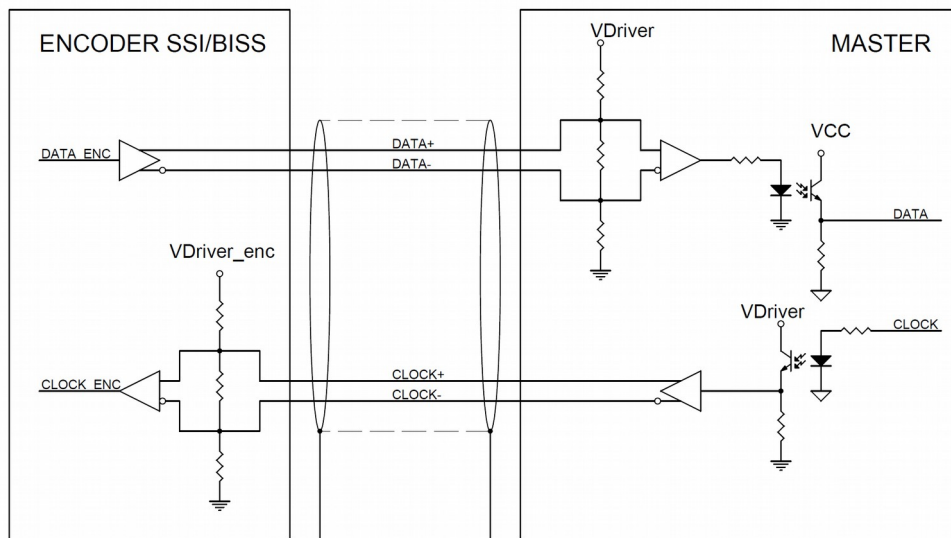 ENCODER SSI/BISS
VDriver
MASTER
DATA_ENC
DATA+
DATA-
VCC
DATA
VDriver_enc
VDriver
CLOCK
CLOCK_ENC
CLOCK+
CLOCK-